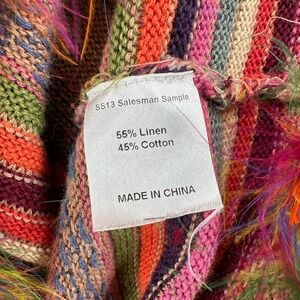 SS13 Salesman Sample
55% Linen
45% Cotton
MADE IN CHINA